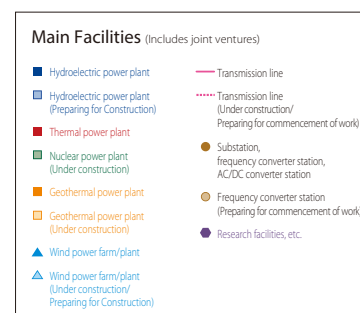 Main Facilities (Includes joint ventures)
Hydroelectric power plant
Hydroelectric power plant
(Preparing for Construction)
Thermal power plant
Nuclear power plant
(Under construction)
Geothermal power plant
Geothermal power plant
(Under construction)
Wind power farm/plant
Wind power farm/plant
(Under construction/
Preparing for Construction)
Transmission line
Transmission line
(Under construction/
Preparing for commencement of work)
Substation,
frequency converter station,
AC/DC converter station
Frequency converter station
(Preparing for commencement of work
Research facilities, etc.